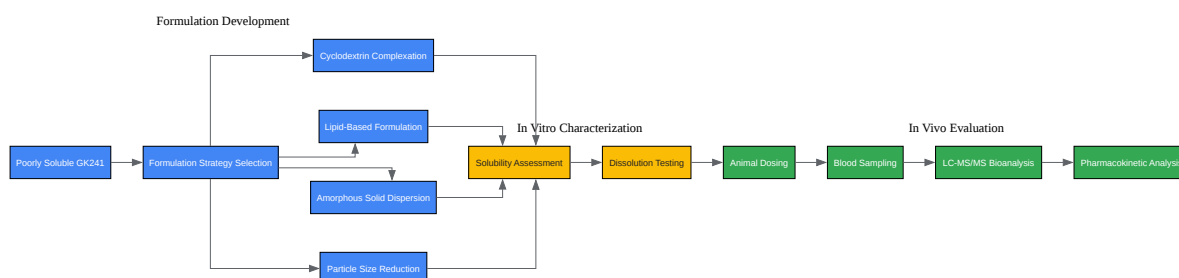 Formulation Development
Cyclodextrin Complexation
Lipid-Based Formulation
In Vitro Characterization
In Vivo Evaluation
Poorly Soluble GK241
Formulation Strategy Selection
Solubility Assessment
Dissolution Testing
Animal Dosing
Blood Sampling
LC-MS/MS Bioanalysis
Pharmacokinetic Analysis
Amorphous Solid Dispersion
Particle Size Reduction